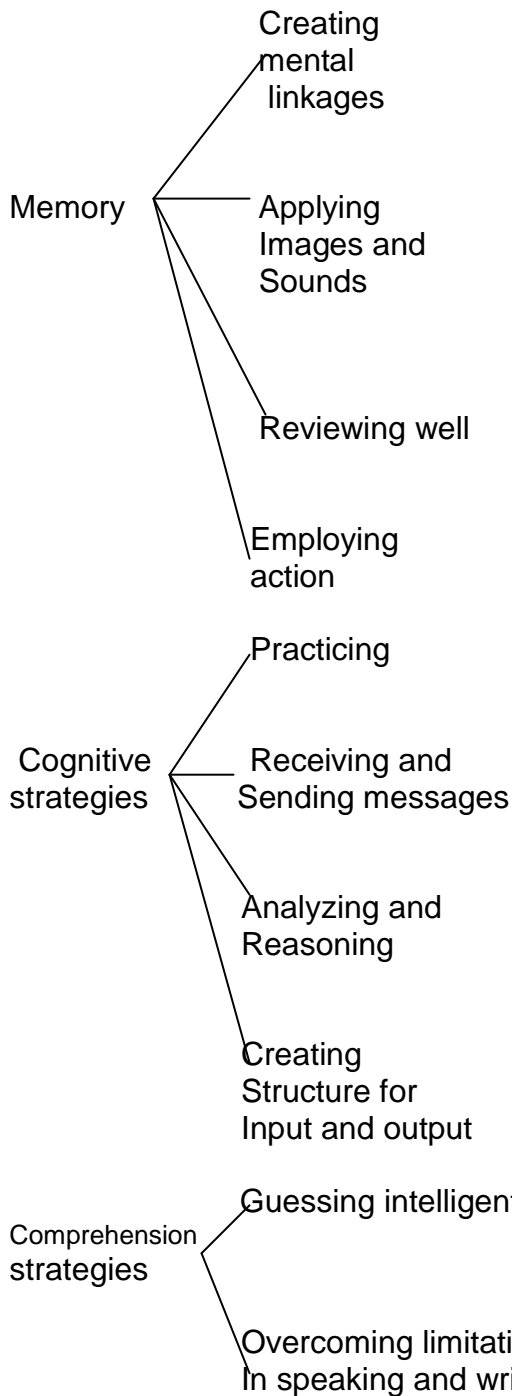 Creating
mental
linkages
Memory
Applying
Images and
Sounds
Reviewing well
Employing
action
Practicing
Cognitive
strategies
Receiving and
Sending messages
Analyzing and
Reasoning
Creating
Structure for
Input and output
Guessing
Comprehension
strategies
Overcoming
In speaking and